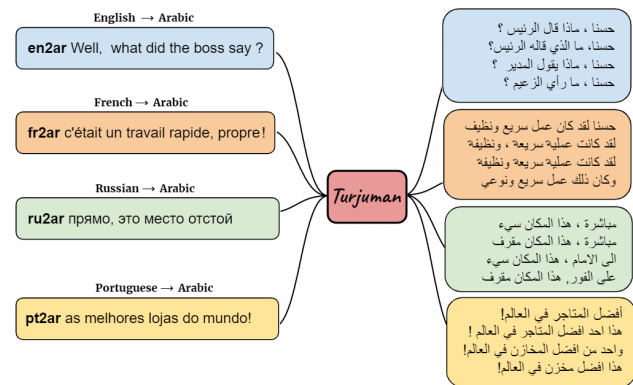 English → Arabic
en2ar Well, what did the boss say ?
French → Arabic
fr2ar c'était un travail rapide, propre!
Russian → Arabic
ru2ar прямо, это место отстой
Portuguese → Arabic
pt2ar as melhores lojas do mundo!
Turjuman
حسنا ، ماذا قال الرئيس ؟
حسنا، ما الذي قاله الرئيس؟
حسنا ، ماذا يقول المدير ؟
حسنا ، ما رأي الزعيم ؟
حسنا لقد كان عمل سريع ونظيف
لقد كانت عملية سريعة ، ونظيفة
لقد كانت عملية سريعة ونظيفة
وكان ذلك عمل سريع ونوعي
مباشرة ، هذا المكان سيء
مباشرة ، هذا المكان مقرف
الى الامام ، هذا المكان سيء
على الفور, هذا المكان مقرف
أفضل المتاجر في العالم!
هذا احد افضل المتاجر في العالم !
واحد من افضل المخازن في العالم!
هذا افضل مخزن في العالم!